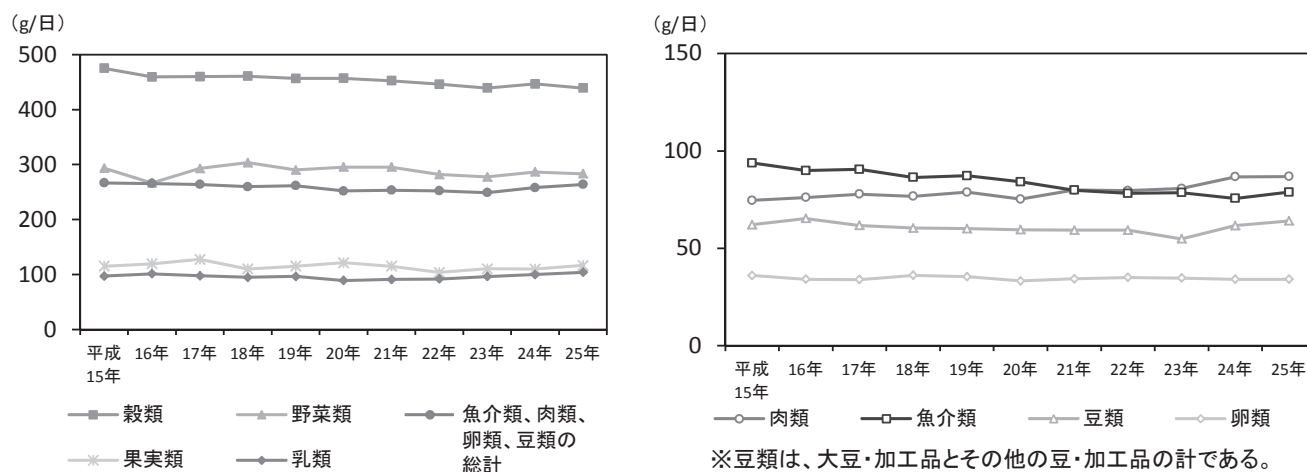 (g/日)
500
400
300
200
100
0
平成
15年
16年
17年
18年
19年
20年
21年
22年
23年
24年
25年
穀類
野菜類
魚介類、肉類、
卵類、豆類の
総計
果実類
乳類
(g/日)
150
100
50
0
平成
15年
16年
17年
18年
19年
20年
21年
22年
23年
24年
25年
肉類
魚介類
豆類
卵類
※豆類は、大豆・加工品とその他の豆・加工品の計である。